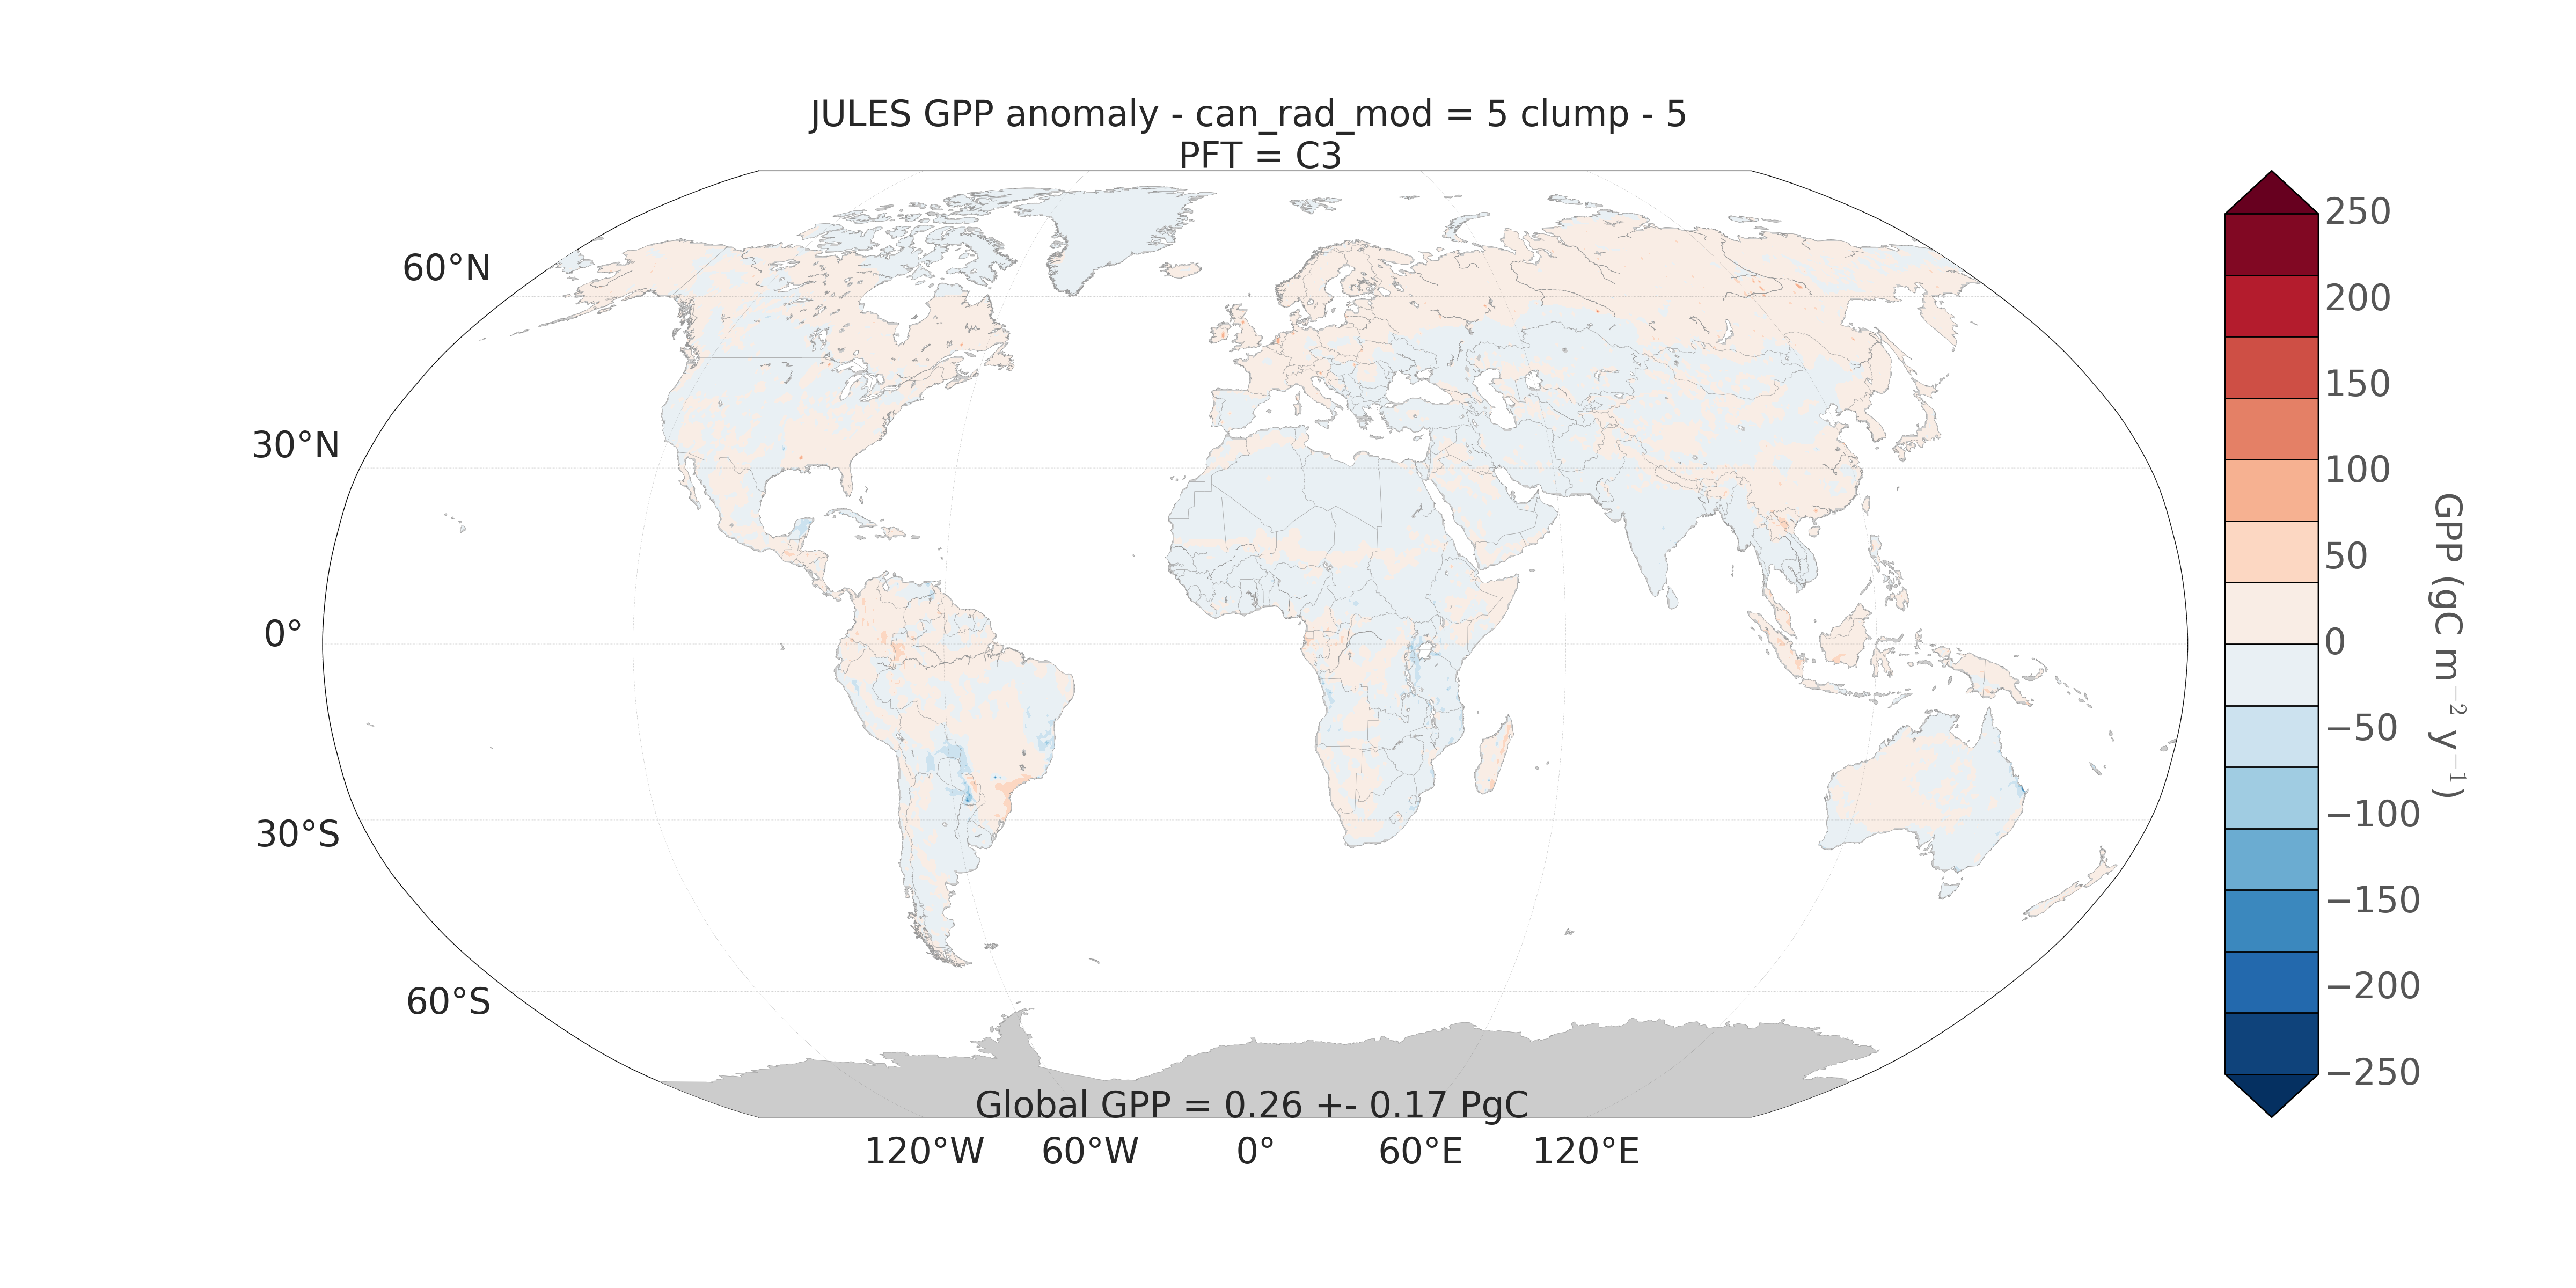 JULES GPP anomaly - can_rad_mod = 5 clump - 5
PFT = C3
60°N
30°N
0°
30°S
60°S
120°W
60°W
0°
60°E
120°E
Global GPP = 0.26 +- 0.17 PgC
250
200
150
100
50
0
−50
−100
−150
−200
−250
GPP (gC m⁻² y⁻¹)